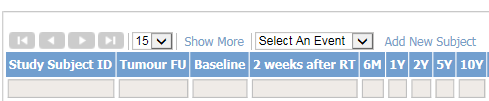 15 Show More Select An Event Add New Subject
Study Subject ID Tumour FU Baseline 2 weeks after RT 6M 1Y 2Y 5Y 10Y